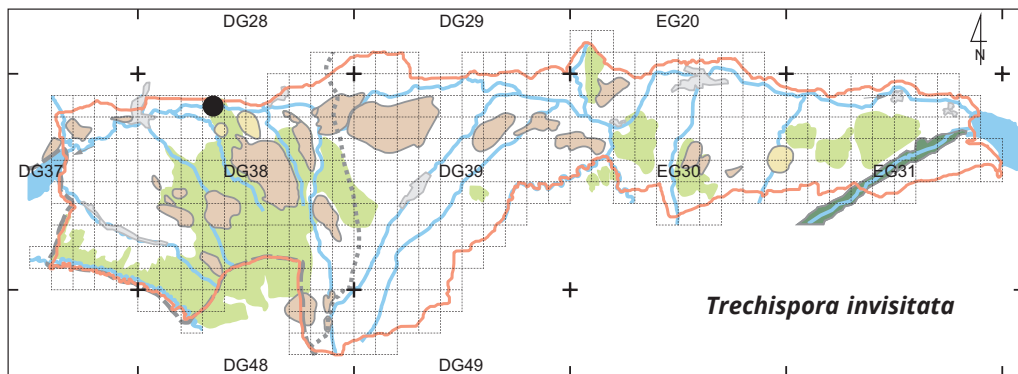 DG28 DG29 EG20
N
DG37 DG38 DG39 EG30 EG31
Trechispora invisitata
DG48 DG49